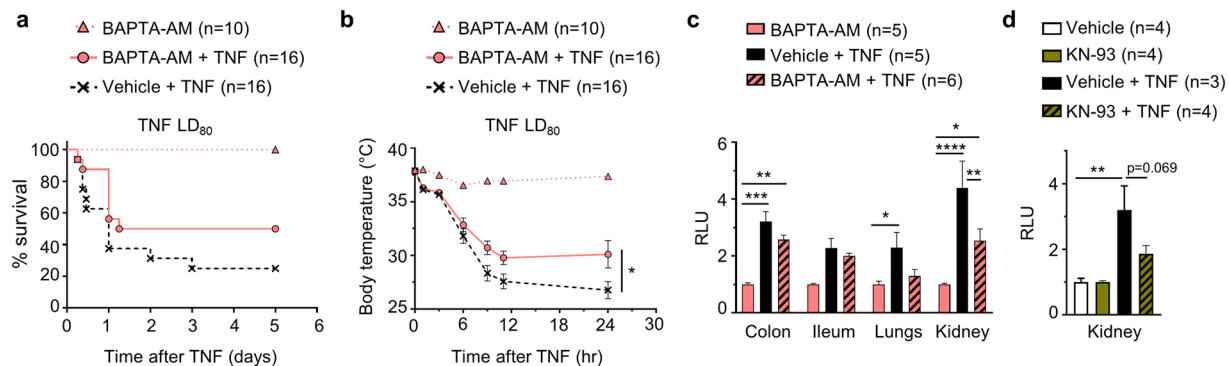 a
BAPTA-AM (n=10)
BAPTA-AM + TNF (n=16)
Vehicle + TNF (n=16)
TNF LD80
% survival
100
80
60
40
20
0
0 1 2 3 4 5 6
Time after TNF (days)
b
BAPTA-AM (n=10)
BAPTA-AM + TNF (n=16)
Vehicle + TNF (n=16)
TNF LD80
Body temperature (°C)
40
35
30
25
0 6 12 18 24 30
*
Time after TNF (hr)
c
BAPTA-AM (n=5)
Vehicle + TNF (n=5)
BAPTA-AM + TNF (n=6)
RLU
6
4
2
0
**
***
*
*
****
**
Colon Ileum Lungs Kidney
d
Vehicle (n=4)
KN-93 (n=4)
Vehicle + TNF (n=3)
KN-93 + TNF (n=4)
RLU
4
2
0
** p=0.069
Kidney